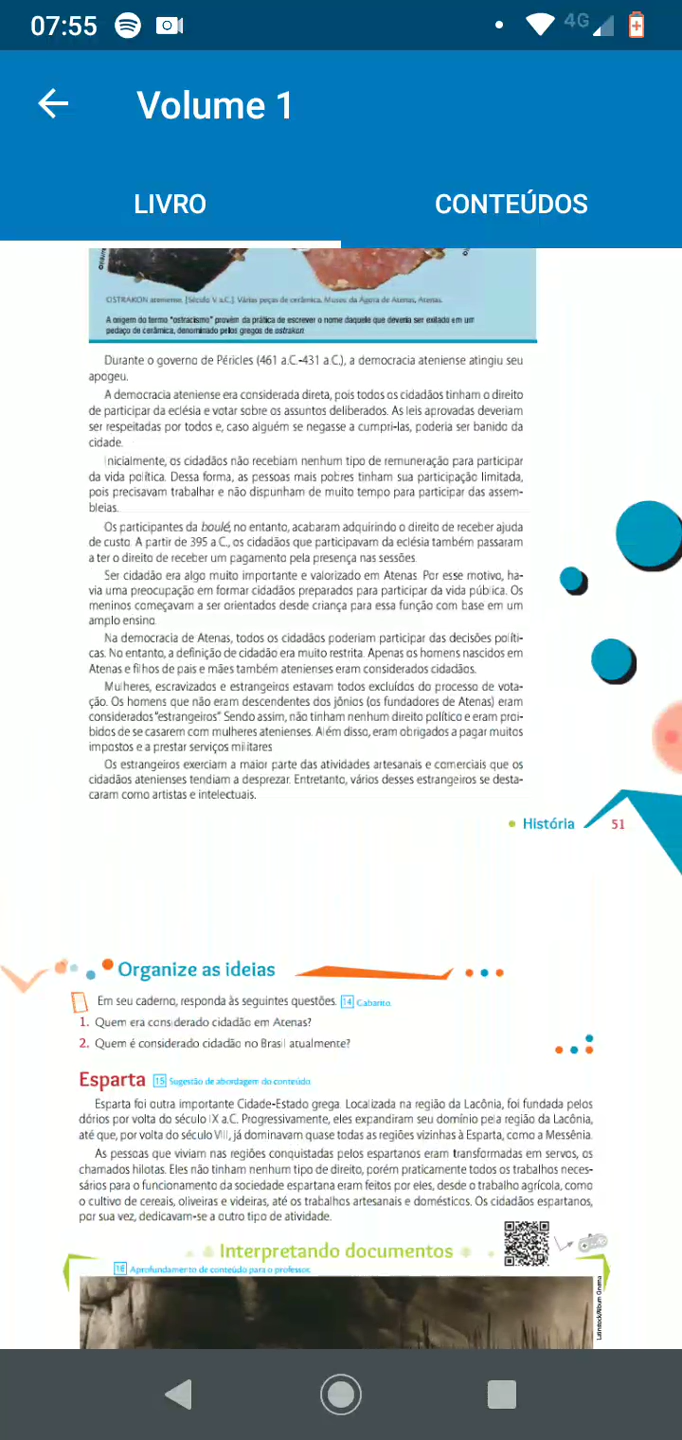 07:55
4G
Volume 1
LIVRO
CONTEÚDOS
OSTRAKON ateniense. [Século V a.C.]. Várias peças de cerâmica. Museu da Ágora de Atenas, Atenas.
A origem do termo "ostracismo" provém da prática de escrever o nome daquele que deveria ser exilado em um
pedaço de cerâmica, denominado pelos gregos de ostrakon
Durante o governo de Péricles (461 a.C.-431 a.C.), a democracia ateniense atingiu seu
apogeu.
A democracia ateniense era considerada direta, pois todos os cidadãos tinham o direito
de participar da eclésia e votar sobre os assuntos deliberados. As leis aprovadas deveriam
ser respeitadas por todos e, caso alguém se negasse a cumpri-las, poderia ser banido da
cidade.
Inicialmente, os cidadãos não recebiam nenhum tipo de remuneração para participar
da vida política. Dessa forma, as pessoas mais pobres tinham sua participação limitada,
pois precisavam trabalhar e não dispunham de muito tempo para participar das assem-
bleias.
Os participantes da boulé, no entanto, acabaram adquirindo o direito de receber ajuda
de custo. A partir de 395 a.C., os cidadãos que participavam da eclésia também passaram
a ter o direito de receber um pagamento pela presença nas sessões.
Ser cidadão era algo muito importante e valorizado em Atenas. Por esse motivo, ha-
via uma preocupação em formar cidadãos preparados para participar da vida pública. Os
meninos começavam a ser orientados desde criança para essa função com base em um
amplo ensino.
Na democracia de Atenas, todos os cidadãos poderiam participar das decisões políti-
cas. No entanto, a definição de cidadão era muito restrita. Apenas os homens nascidos em
Atenas e filhos de pais e mães também atenienses eram considerados cidadãos.
Mulheres, escravizados e estrangeiros estavam todos excluídos do processo de vota-
ção. Os homens que não eram descendentes dos jônios (os fundadores de Atenas) eram
considerados "estrangeiros" Sendo assim, não tinham nenhum direito político e eram proi-
bidos de se casarem com mulheres atenienses. Além disso, eram obrigados a pagar muitos
impostos e a prestar serviços militares
Os estrangeiros exerciam a maior parte das atividades artesanais e comerciais que os
cidadãos atenienses tendiam a desprezar. Entretanto, vários desses estrangeiros se desta-
caram como artistas e intelectuais.
História 51
Organize as ideias
Em seu caderno, responda às seguintes questões. 14 Gabarito.
1. Quem era considerado cidadão em Atenas?
2. Quem é considerado cidadão no Brasil atualmente?
Esparta 15 Sugestão de abordagem do conteúdo.
Esparta foi outra importante Cidade-Estado grega. Localizada na região da Lacônia, foi fundada pelos
dórios por volta do século IX a.C. Progressivamente, eles expandiram seu domínio pela região da Lacônia,
até que, por volta do século VIII, já dominavam quase todas as regiões vizinhas à Esparta, como a Messênia.
As pessoas que viviam nas regiões conquistadas pelos espartanos eram transformadas em servos, os
chamados hilotas. Eles não tinham nenhum tipo de direito, porém praticamente todos os trabalhos neces-
sários para o funcionamento da sociedade espartana eram feitos por eles, desde o trabalho agrícola, como
o cultivo de cereais, oliveiras e videiras, até os trabalhos artesanais e domésticos. Os cidadãos espartanos,
por sua vez, dedicavam-se a outro tipo de atividade.
Interpretando documentos
16 Aprofundamento de conteúdo para o professor.
Latinstock/Album Cinema